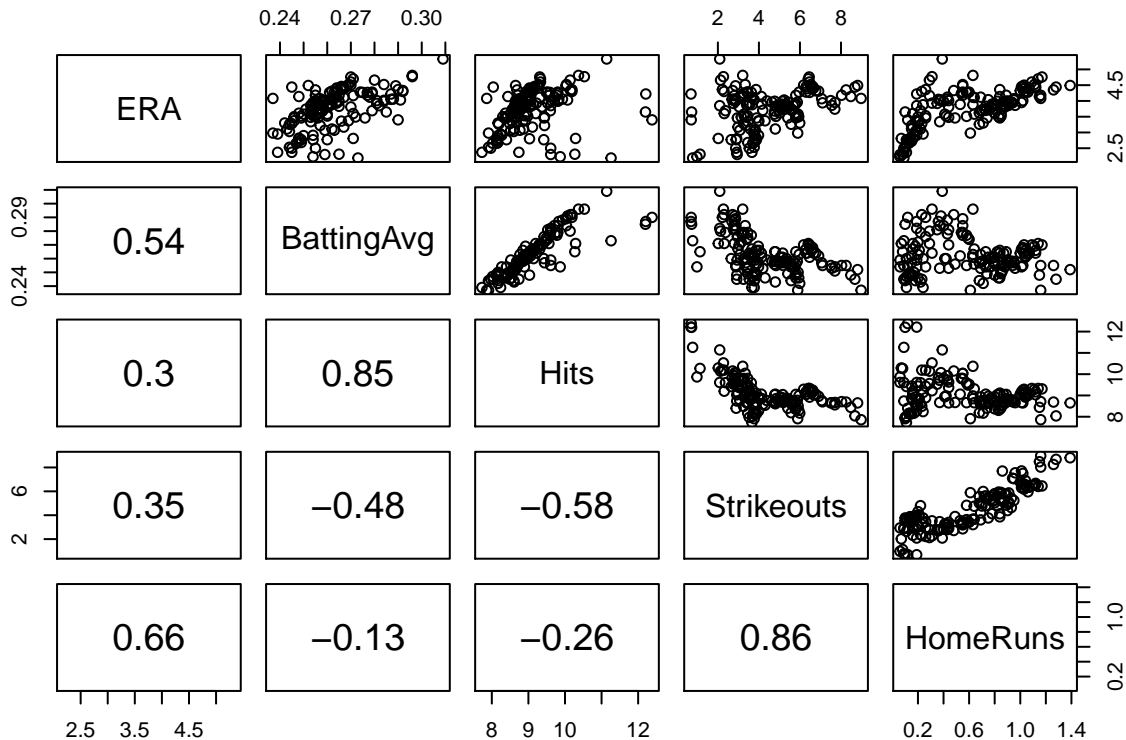 0.24 0.27 0.30 2 4 6 8
ERA
2.5 4.5
0.24 0.29
0.54 BattingAvg
0.3 0.85 Hits
8 10 12
2 6
0.35 −0.48 −0.58 Strikeouts
0.66 −0.13 −0.26 0.86 HomeRuns
0.2 1.0
2.5 3.5 4.5 8 9 10 12 0.2 0.6 1.0 1.4